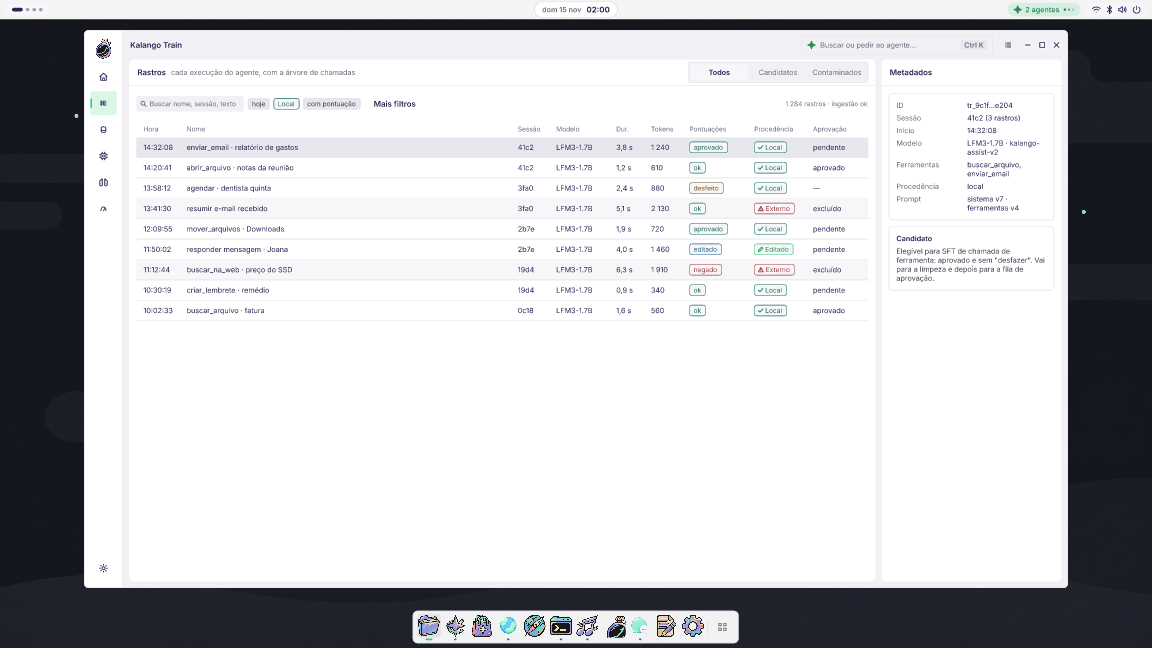 dom 15 nov 02:00
2 agentes
Kalango Train
Buscar ou pedir ao agente...
Ctrl K
Rastros cada execução do agente, com a árvore de chamadas
Todos
Candidatos
Contaminados
Buscar nome, sessão, texto
hoje
Local
com pontuação
Mais filtros
1 284 rastros · ingestão ok
Hora Nome Sessão Modelo Dur. Tokens Pontuações Procedência Aprovação
14:32:08 enviar_email · relatório de gastos 41c2 LFM3-1.7B 3,8 s 1 240 aprovado Local pendente
14:20:41 abrir_arquivo · notas da reunião 41c2 LFM3-1.7B 1,2 s 610 ok Local aprovado
13:58:12 agendar · dentista quinta 3fa0 LFM3-1.7B 2,4 s 880 desfeito Local —
13:41:30 resumir e-mail recebido 3fa0 LFM3-1.7B 5,1 s 2 130 ok Externo excluído
12:09:55 mover_arquivos · Downloads 2b7e LFM3-1.7B 1,9 s 720 aprovado Local pendente
11:50:02 responder mensagem · Joana 2b7e LFM3-1.7B 4,0 s 1 460 editado Editado pendente
11:12:44 buscar_na_web · preço do SSD 19d4 LFM3-1.7B 6,3 s 1 910 negado Externo excluído
10:30:19 criar_lembrete · remédio 19d4 LFM3-1.7B 0,9 s 340 ok Local pendente
10:02:33 buscar_arquivo · fatura 0c18 LFM3-1.7B 1,6 s 560 ok Local aprovado
Metadados
ID tr_9c1f...e204
Sessão 41c2 (3 rastros)
Início 14:32:08
Modelo LFM3-1.7B · kalango-
assist-v2
Ferramentas buscar_arquivo,
enviar_email
Procedência local
Prompt sistema v7 ·
ferramentas v4
Candidato
Elegível para SFT de chamada de
ferramenta: aprovado e sem "desfazer". Vai
para a limpeza e depois para a fila de
aprovação.